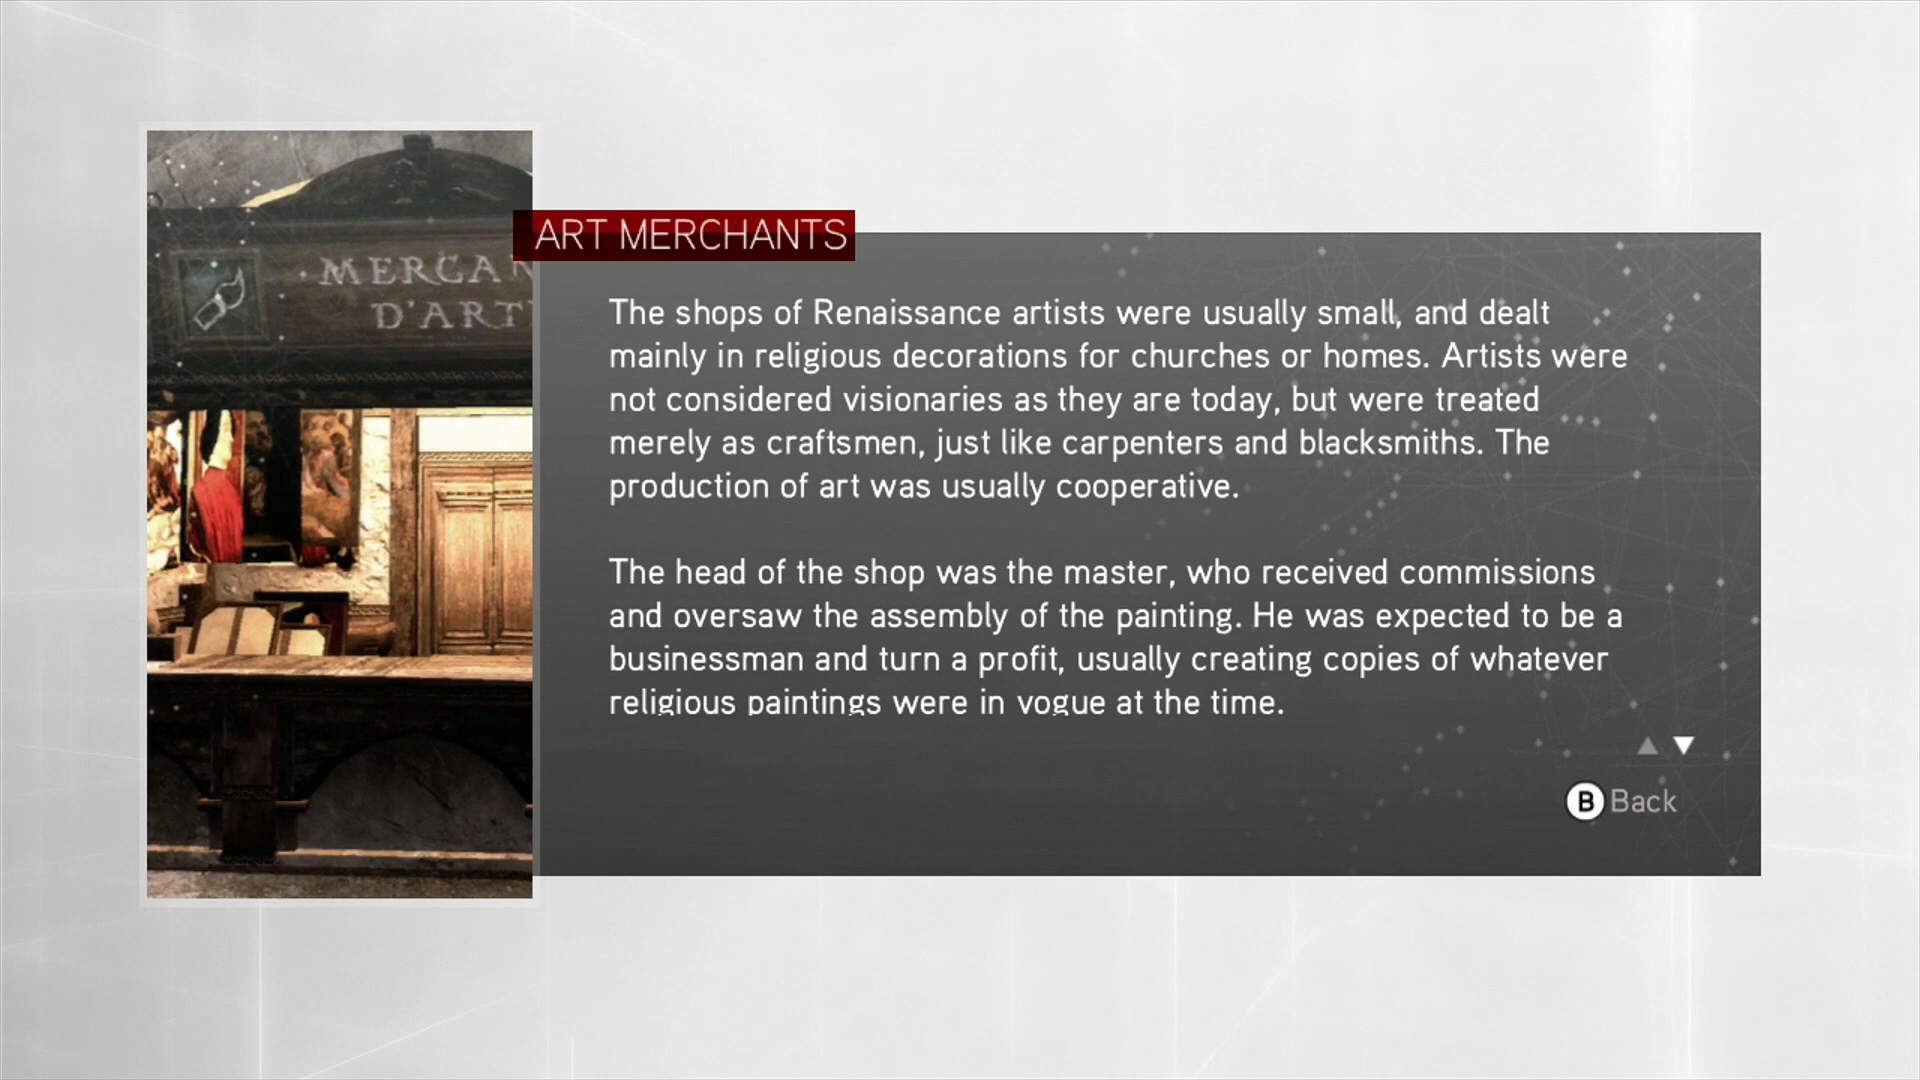 MERCAN
D'ART
ART MERCHANTS
The shops of Renaissance artists were usually small, and dealt
mainly in religious decorations for churches or homes. Artists were
not considered visionaries as they are today, but were treated
merely as craftsmen, just like carpenters and blacksmiths. The
production of art was usually cooperative.
The head of the shop was the master, who received commissions
and oversaw the assembly of the painting. He was expected to be a
businessman and turn a profit, usually creating copies of whatever
religious paintings were in vogue at the time.
B Back